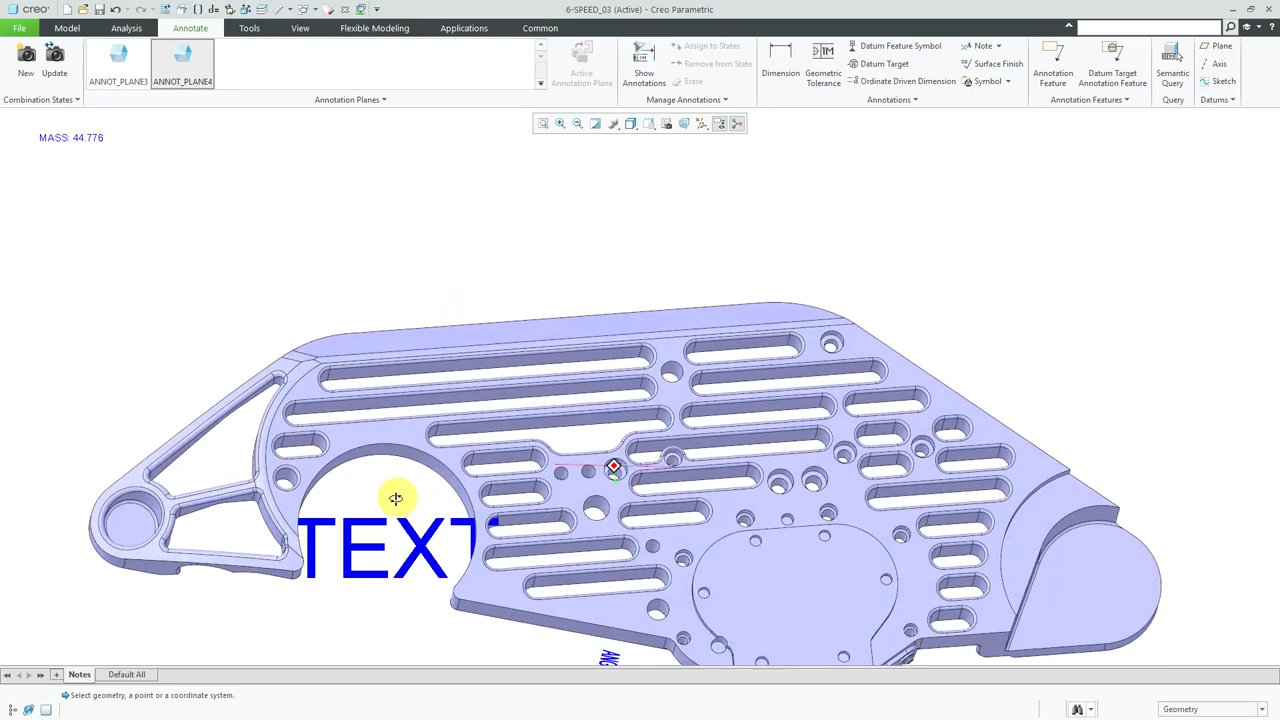 creo
6-SPEED_03 (Active) - Creo Parametric
File
Model
Analysis
Annotate
Tools
View
Flexible Modeling
Applications
Common
New
Update
ANNOT_PLANE3
ANNOT_PLANE4
Active
Annotation Plane
Show
Annotations
Assign to States
Remove from State
Erase
Dimension
Geometric
Tolerance
Datum Feature Symbol
Datum Target
Ordinate Driven Dimension
Note
Surface Finish
Symbol
Annotation
Feature
Datum Target
Annotation Feature
Semantic
Query
Plane
Axis
Sketch
Combination States
Annotation Planes
Manage Annotations
Annotations
Annotation Features
Query
Datums
MASS: 44.776
TEXT
ANG
Notes
Default All
Select geometry, a point or a coordinate system.
Geometry